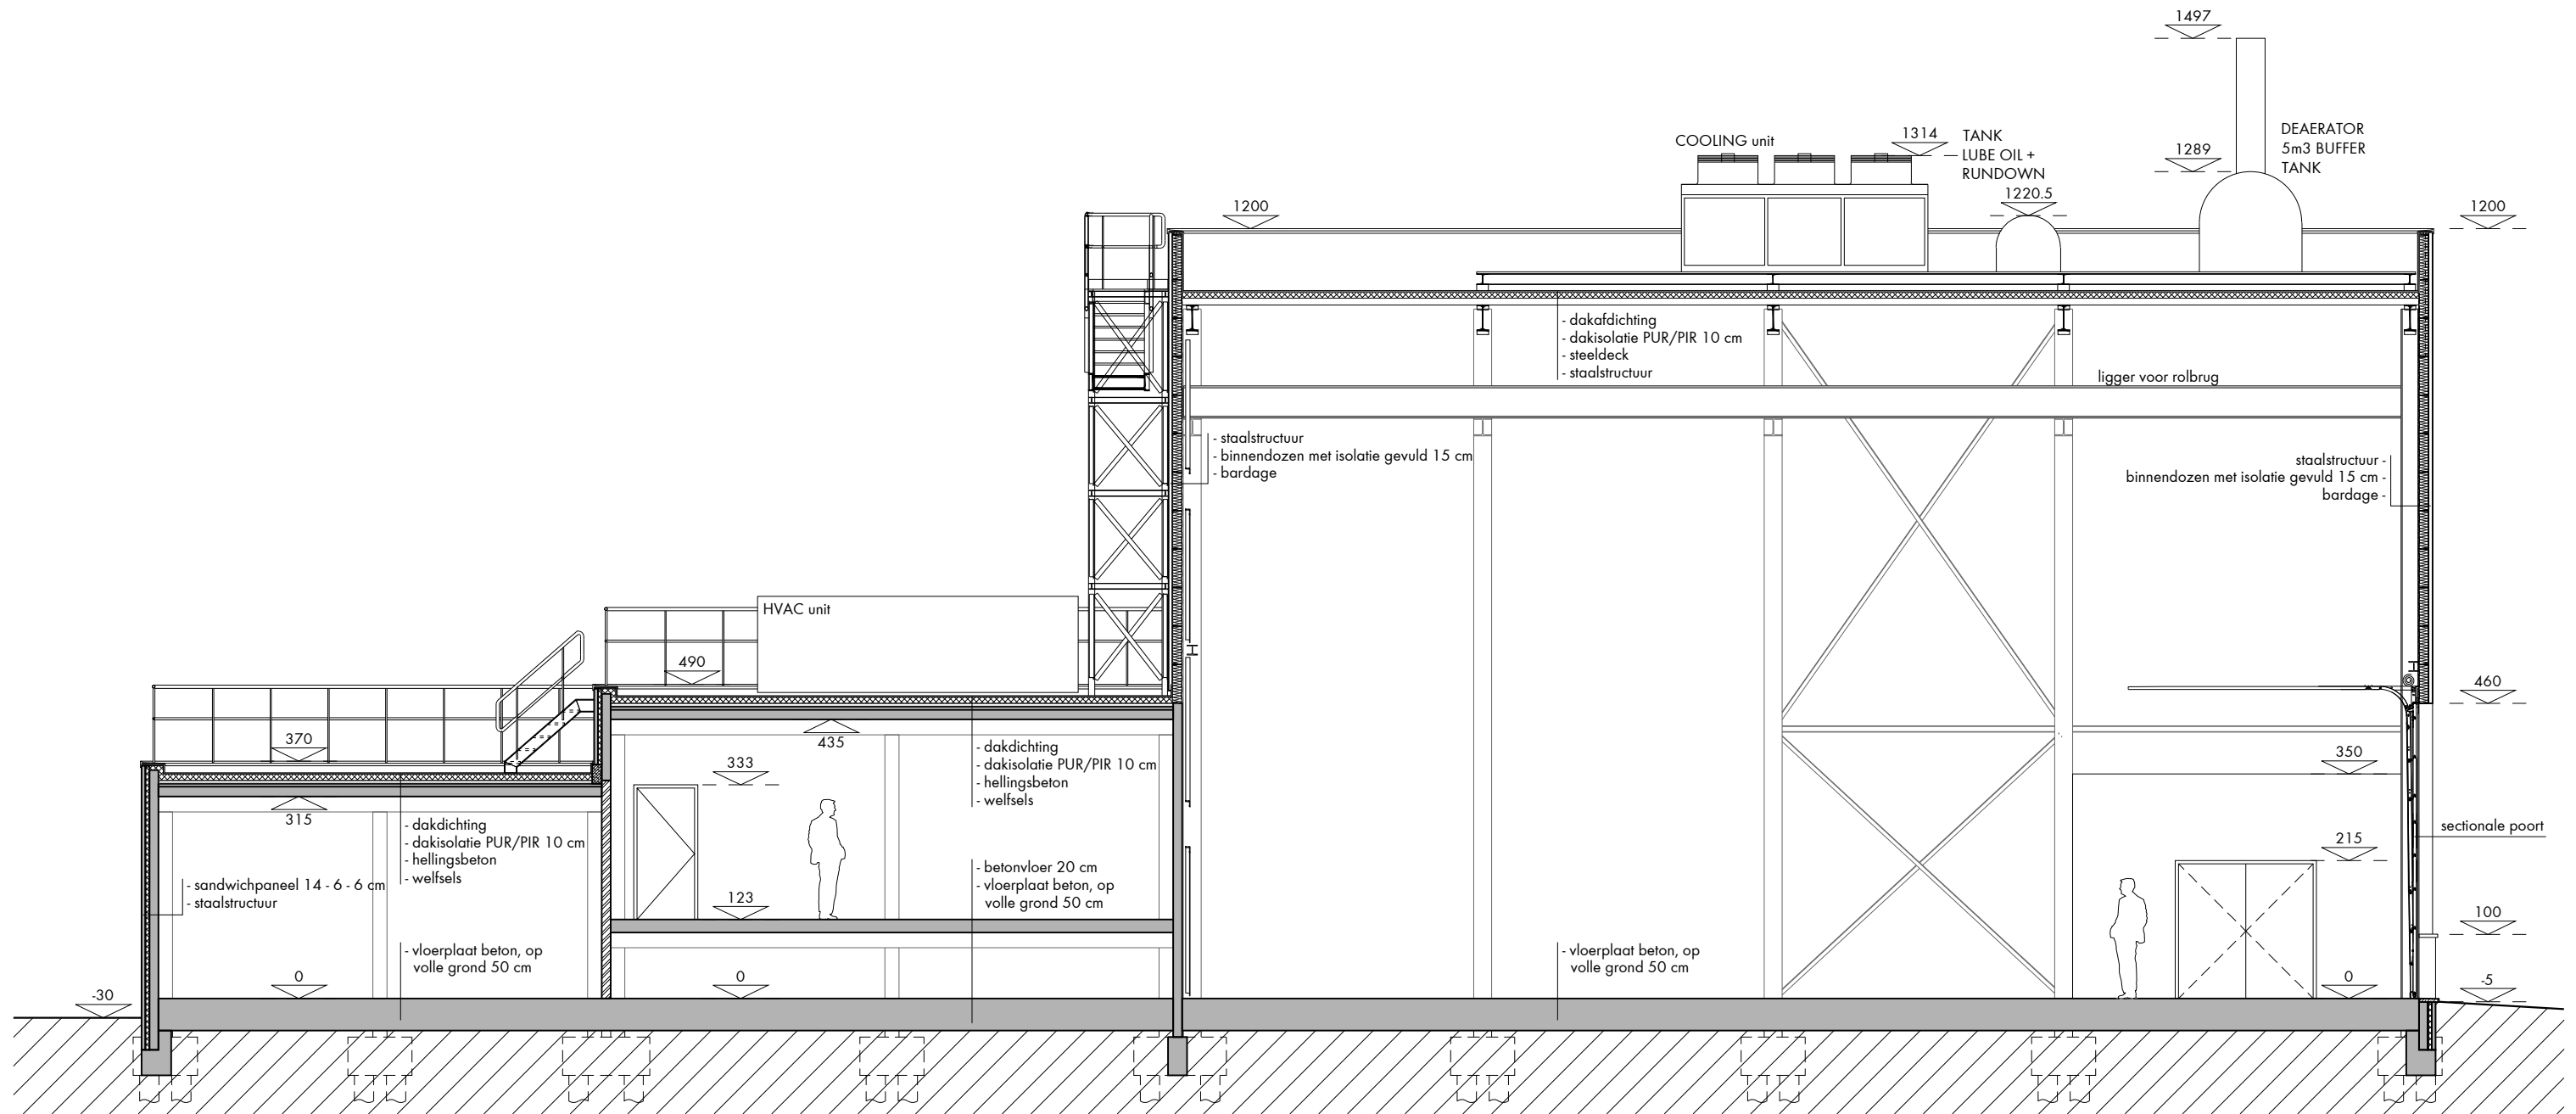 1497
1314
COOLING unit
TANK
LUBE OIL +
RUNDOWN
1220.5
1289
DEAERATOR
5m3 BUFFER
TANK
1200
1200
- dakafdichting
- dakisolatie PUR/PIR 10 cm
- steeldeck
- staalstructuur
ligger voor rolbrug
- staalstructuur
- binnendozen met isolatie gevuld 15 cm
- bardage
staalstructuur -
binnendozen met isolatie gevuld 15 cm -
bardage -
HVAC unit
490
460
370
435
- dakdichting
- dakisolatie PUR/PIR 10 cm
- hellingsbeton
- welfsels
333
350
315
- dakdichting
- dakisolatie PUR/PIR 10 cm
- hellingsbeton
- welfsels
sectionale poort
215
- sandwichpaneel 14 - 6 - 6 cm
- staalstructuur
- betonvloer 20 cm
- vloerplaat beton, op
volle grond 50 cm
123
100
- vloerplaat beton, op
volle grond 50 cm
- vloerplaat beton, op
volle grond 50 cm
0
0
0
-30
-5